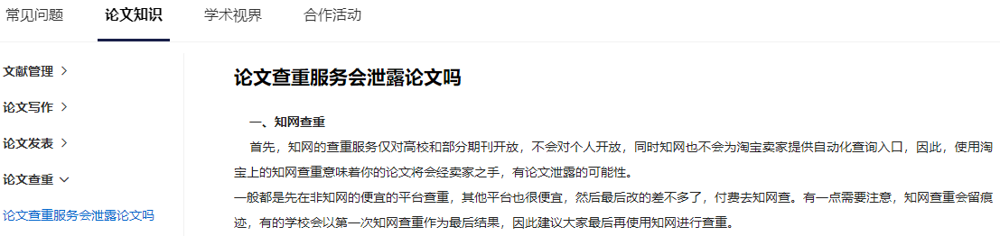 常见问题 论文知识 学术视界 合作活动
文献管理
论文写作
论文发表
论文查重
论文查重服务会泄露论文吗
论文查重服务会泄露论文吗
一、知网查重
首先，知网的查重服务仅对高校和部分期刊开放，不会对个人开放，同时知网也不会为淘宝卖家提供自动化查询入口，因此，使用淘
宝上的知网查重意味着你的论文将会经卖家之手，有论文泄露的可能性。
一般都是先在非知网的便宜的平台查重，其他平台也很便宜，然后最后改的差不多了，付费去知网查。有一点需要注意，知网查重会留痕
迹，有的学校会以第一次知网查重作为最后结果，因此建议大家最后再使用知网进行查重。